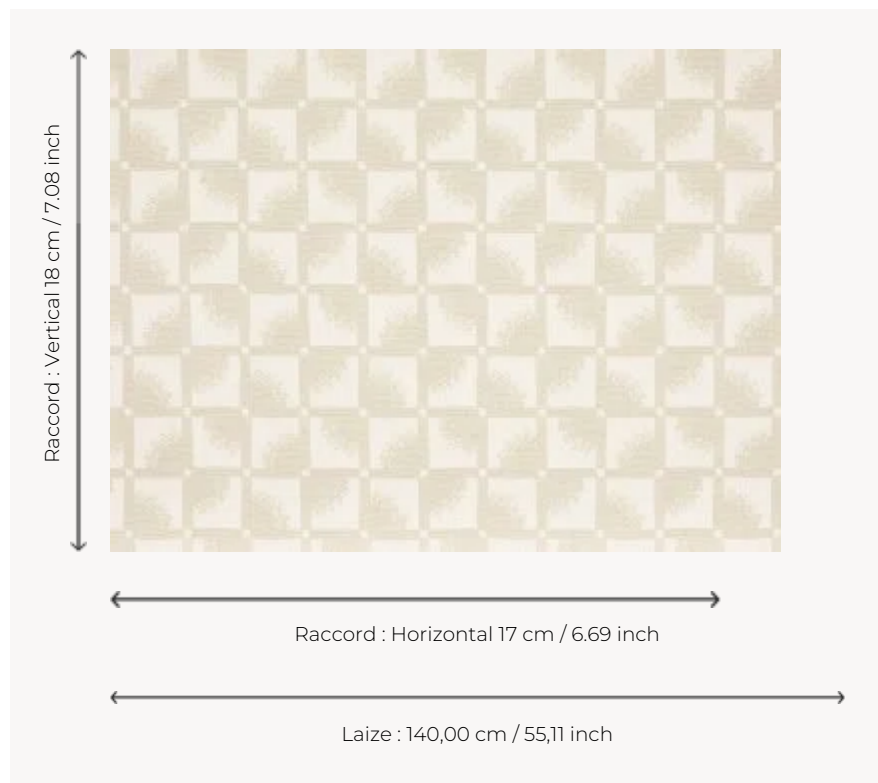 Raccord : Vertical 18 cm / 7.08 inch
Raccord : Horizontal 17 cm / 6.69 inch
Laize : 140,00 cm / 55,11 inch